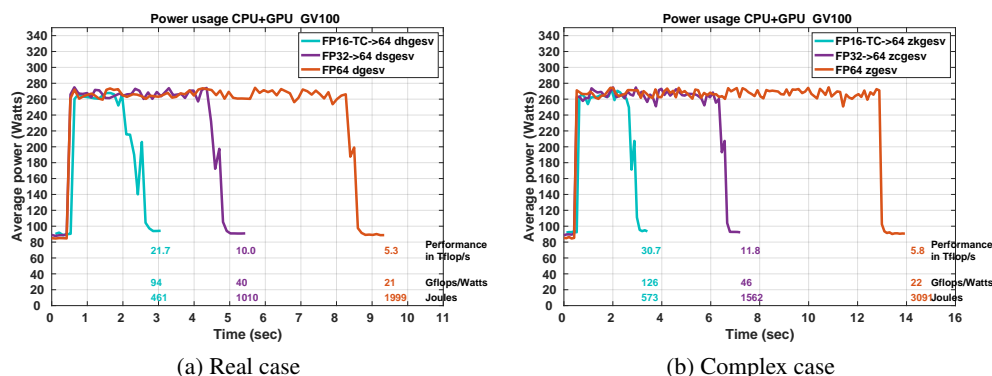 Power usage CPU+GPU GV100
340
320
300
280
260
240
220
200
180
160
140
120
100
80
60
40
20
0
Average power (Watts)
FP16-TC->64 dhgesv
FP32->64 dsgesv
FP64 dgesv
Performance
in Tflop/s
21.7 10.0 5.3
94 40 21 Gflops/Watts
461 1010 1999 Joules
0 1 2 3 4 5 6 7 8 9 10 11
Time (sec)
(a) Real case
Power usage CPU+GPU GV100
340
320
300
280
260
240
220
200
180
160
140
120
100
80
60
40
20
0
Average power (Watts)
FP16-TC->64 zkgesv
FP32->64 zcgesv
FP64 zgesv
Performance
in Tflop/s
30.7 11.8 5.8
126 46 22 Gflops/Watts
573 1562 3091 Joules
0 2 4 6 8 10 12 14 16
Time (sec)
(b) Complex case